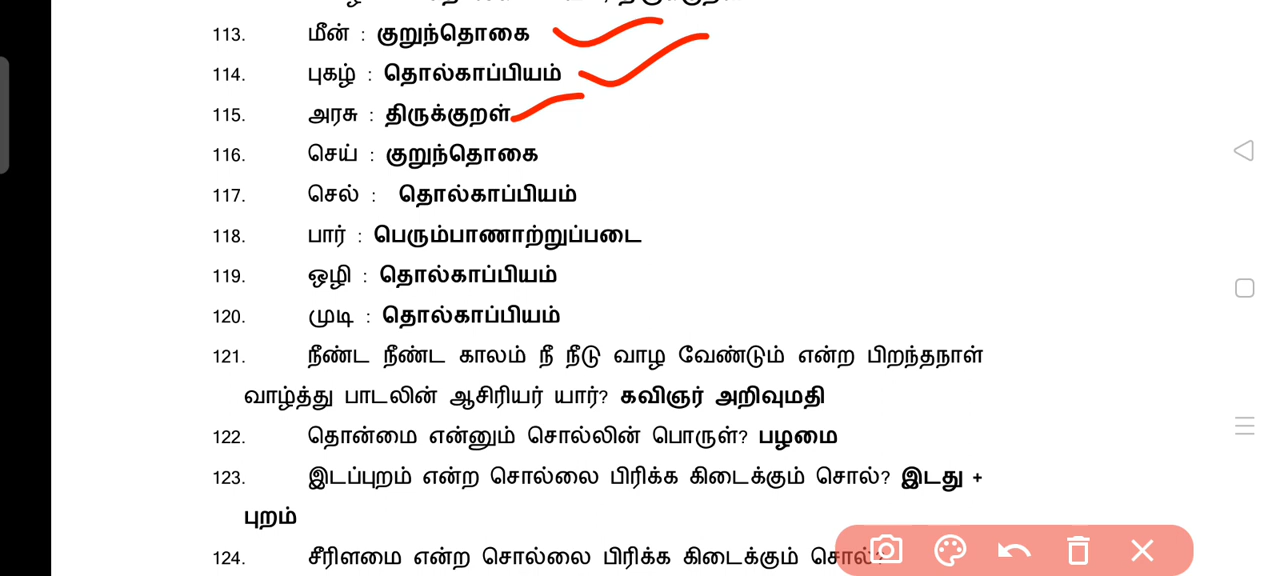 113. மீன் : குறுந்தொகை
114. புகழ் : தொல்காப்பியம்
115. அரசு : திருக்குறள்
116. செய் : குறுந்தொகை
117. செல் : தொல்காப்பியம்
118. பார் : பெரும்பாணாற்றுப்படை
119. ஒழி : தொல்காப்பியம்
120. முடி : தொல்காப்பியம்
121. நீண்ட நீண்ட காலம் நீ நீடு வாழ வேண்டும் என்ற பிறந்தநாள்
வாழ்த்து பாடலின் ஆசிரியர் யார்? கவிஞர் அறிவுமதி
122. தொன்மை என்னும் சொல்லின் பொருள்? பழமை
123. இடப்புறம் என்ற சொல்லை பிரிக்க கிடைக்கும் சொல்? இடது +
புறம்
124. சீரிளமை என்ற சொல்லை பிரிக்க கிடைக்கும் சொல்?